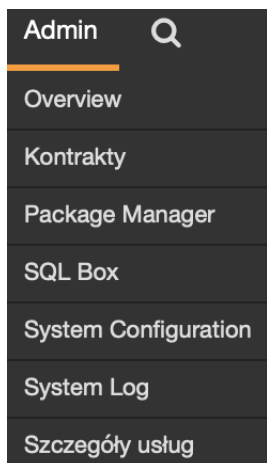 Admin
Overview
Kontrakty
Package Manager
SQL Box
System Configuration
System Log
Szczegóły usług